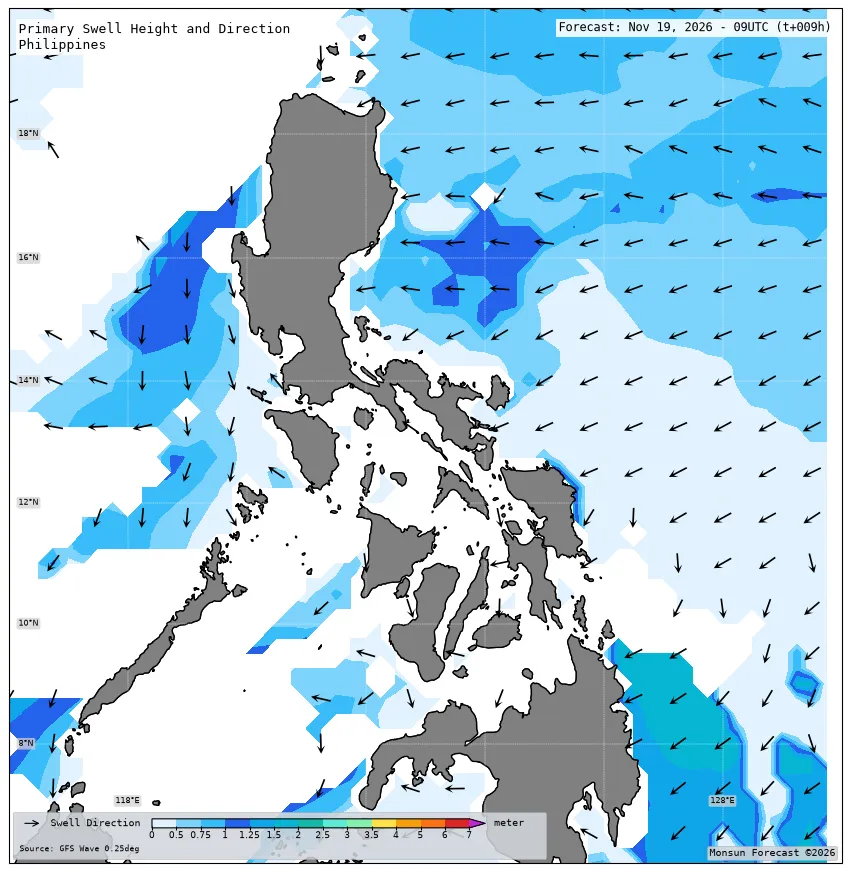 Primary Swell Height and Direction
Philippines
Forecast: Nov 19, 2026 - 09UTC (t+009h)
18°N
16°N
14°N
12°N
10°N
8°N
118°E
128°E
Swell Direction
0 0.5 0.75 1 1.25 1.5 2 2.5 3 3.5 4 5 6 7
meter
Source: GFS Wave 0.25deg
Monsun Forecast ©2026